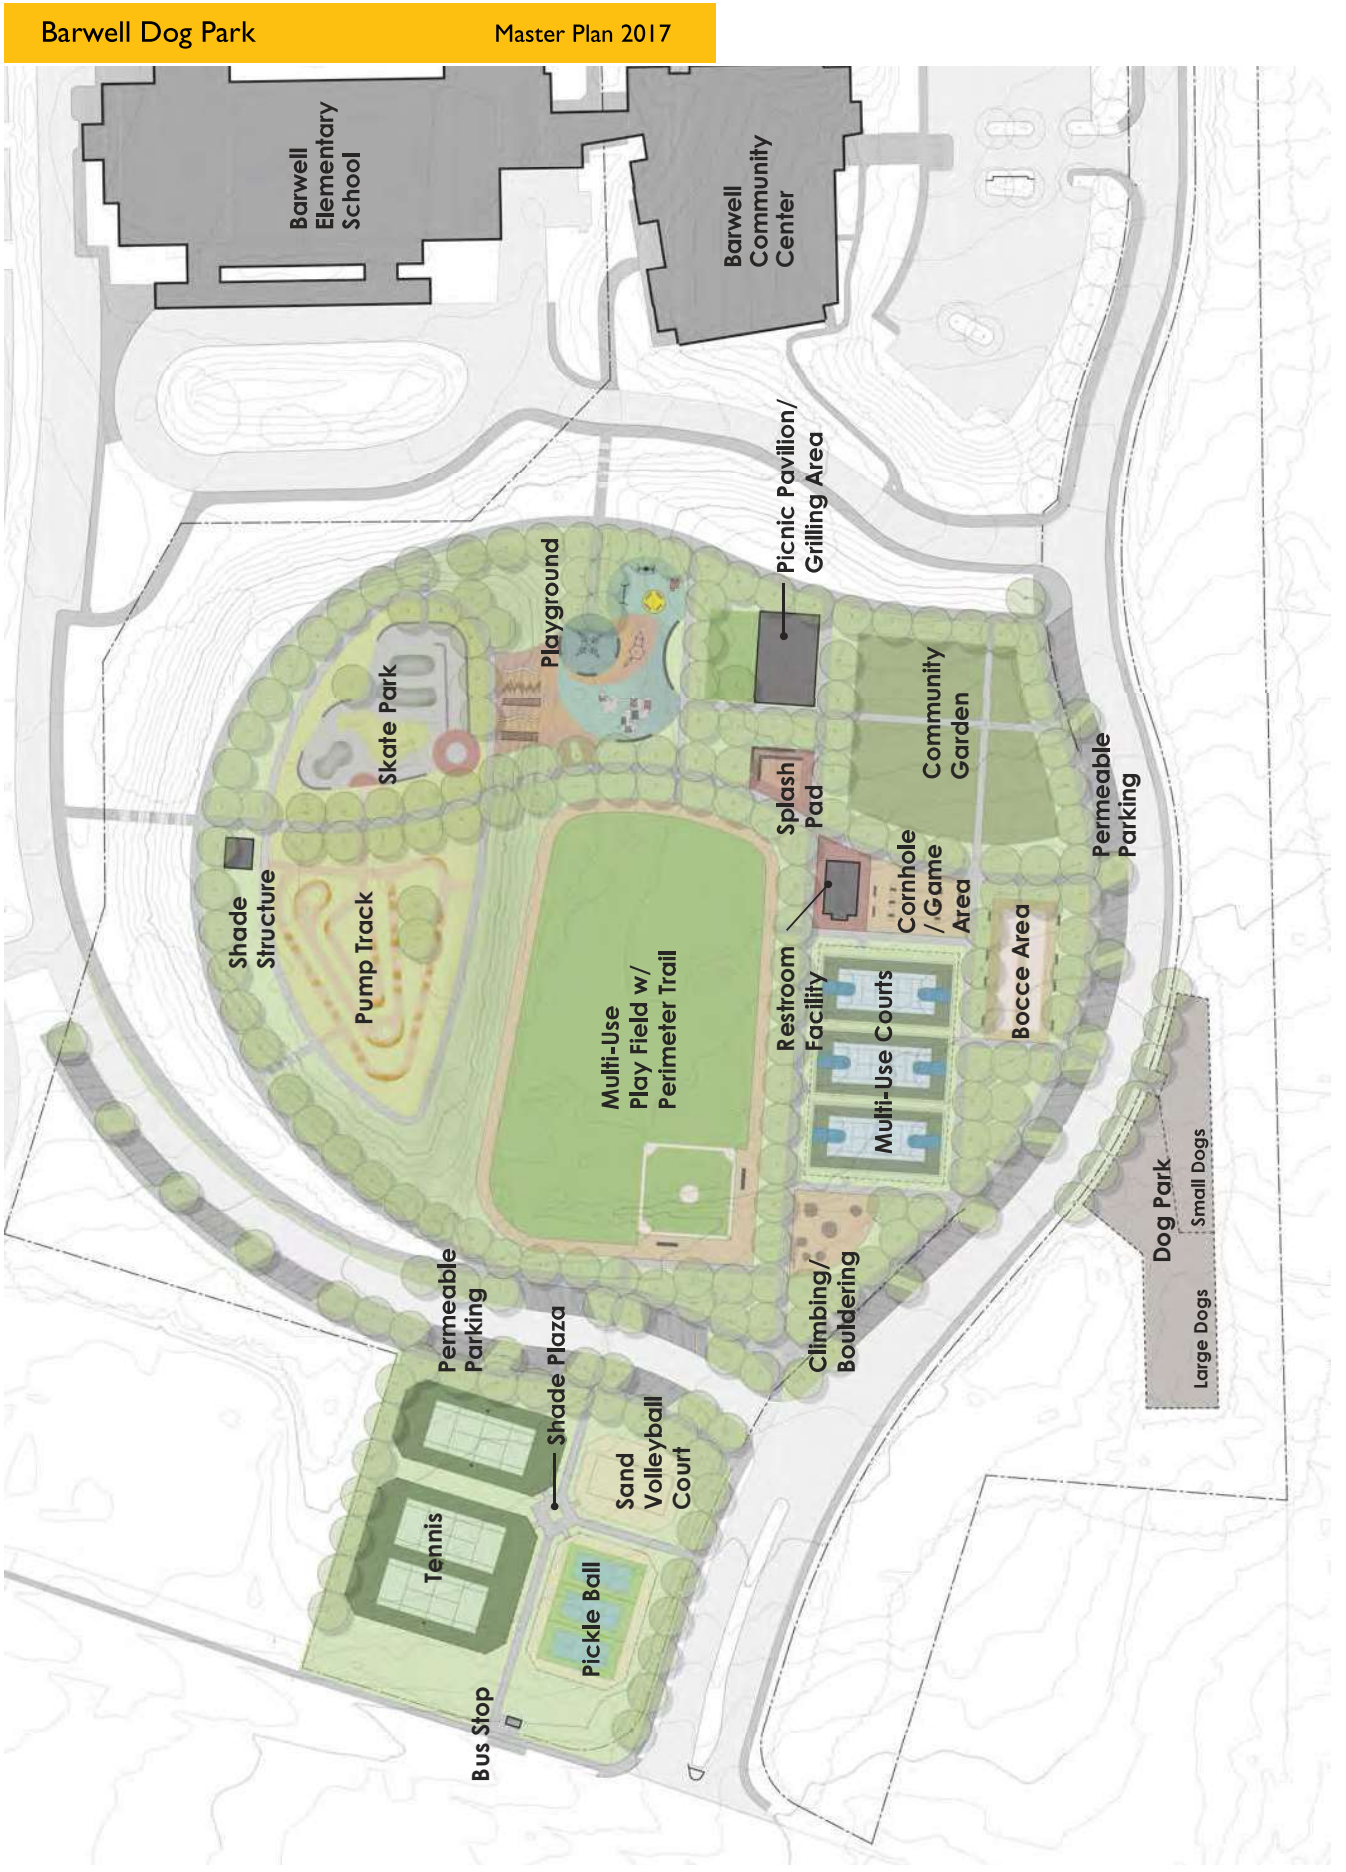 Barwell Dog Park
Master Plan 2017
Barwell
Elementary
School
Barwell
Community
Center
Picnic Pavilion/
Grilling Area
Playground
Skate Park
Community
Garden
Permeable
Parking
Splash
Pad
Shade
Structure
Pump Track
Cornhole
/Game
Area
Restroom
Facility
Multi-Use
Play Field w/
Perimeter Trail
Multi-Use Courts
Bocce Area
Dog Park
Small Dogs
Large Dogs
Climbing/
Bouldering
Permeable
Parking
Shade Plaza
Sand
Volleyball
Court
Tennis
Pickle Ball
Bus Stop